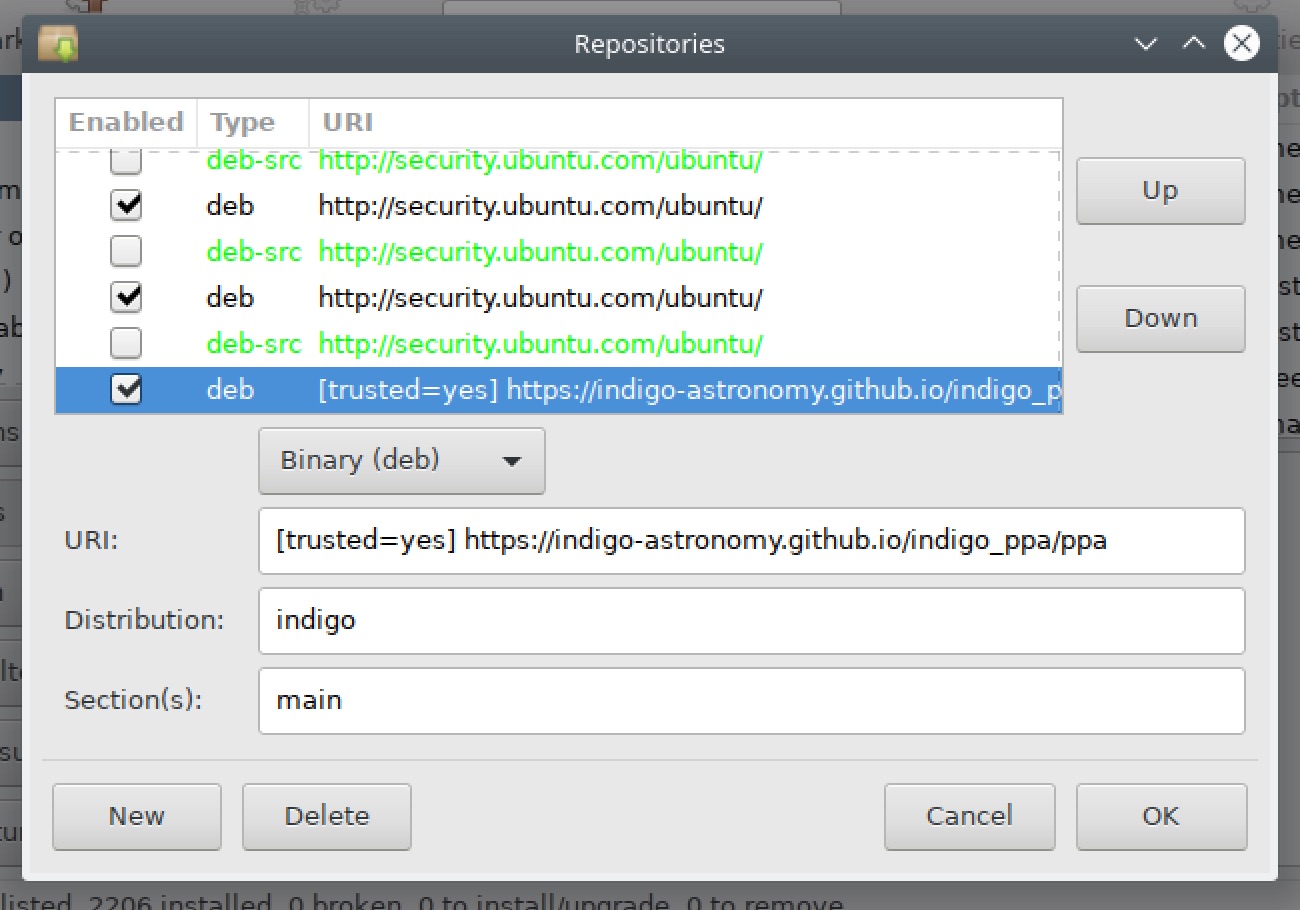 Repositories
Enabled Type URI
deb-src http://security.ubuntu.com/ubuntu/
deb http://security.ubuntu.com/ubuntu/
deb-src http://security.ubuntu.com/ubuntu/
deb http://security.ubuntu.com/ubuntu/
deb-src http://security.ubuntu.com/ubuntu/
deb [trusted=yes] https://indigo-astronomy.github.io/indigo_p
Up
Down
Binary (deb)
URI: [trusted=yes] https://indigo-astronomy.github.io/indigo_ppa/ppa
Distribution: indigo
Section(s): main
New Delete Cancel OK
listed, 2206 installed, 0 broken, 0 to install/upgrade, 0 to remove